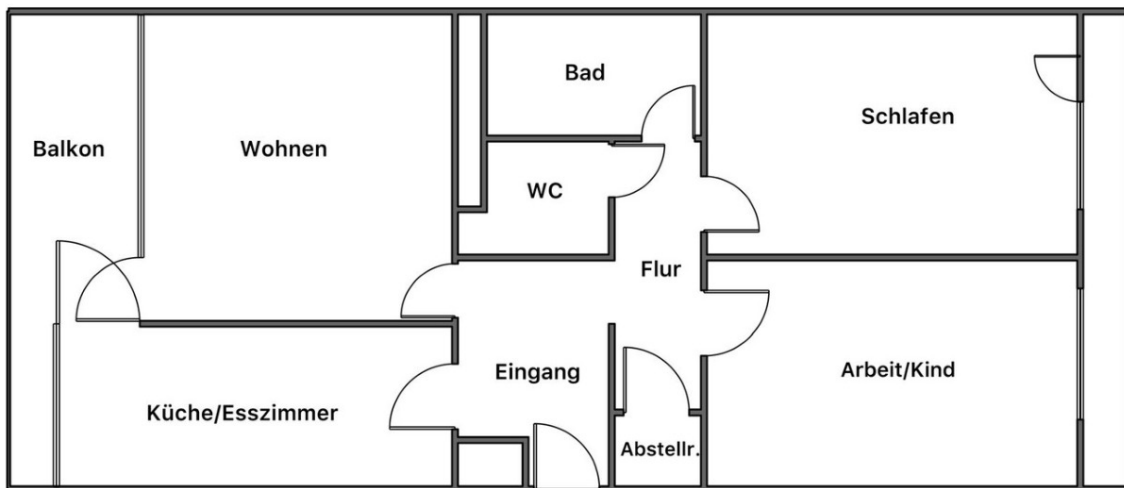 Bad
Schlafen
Balkon
Wohnen
WC
Flur
Eingang
Arbeit/Kind
Küche/Esszimmer
Abstellr.